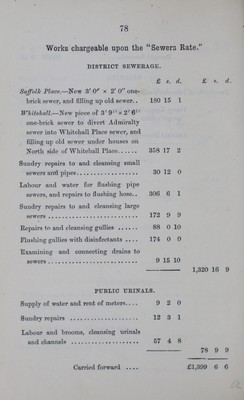 78
Works chargeable upon the "Sewers Rate."
DISTRICT SEWERAGE.
£ s. d. £ s. d.
Suffolk Place.—New 3' 0" × 2' 0" one-
brick sewer, and filling up old sewer.. 180 15 1
Whitehall.—New piece of 3' 9" × 2' 6"
one-brick sewer to divert Admiralty
sewer into Whitehall Place sewer, and
filling up old sewer under houses on
North side of Whitehall Place...... 358 17 2
Sundry repairs to and cleansing small
sewers and pipes.................... 30 12 0
Labour and water for flushing pipe
sewers, and repairs to flushing hose.. 306 6 1
Sundry repairs to and cleansing large
sewers............................ 172 9 9
Repairs to and cleansing gullies ...... 88 0 10
Flushing gullies with disinfectants .... 174 0 0
Examining and connecting drains to
sewers............................ 9 15 10
1,320 16 9
PUBLIC URINALS.
Supply of water and rent of meters.... 9 2 0
Sundry repairs .................... 12 3 1
Labour and brooms, cleansing urinals
and channels .................... 57 4 8
78 9 9
Carried forward .... £1,399 6 6